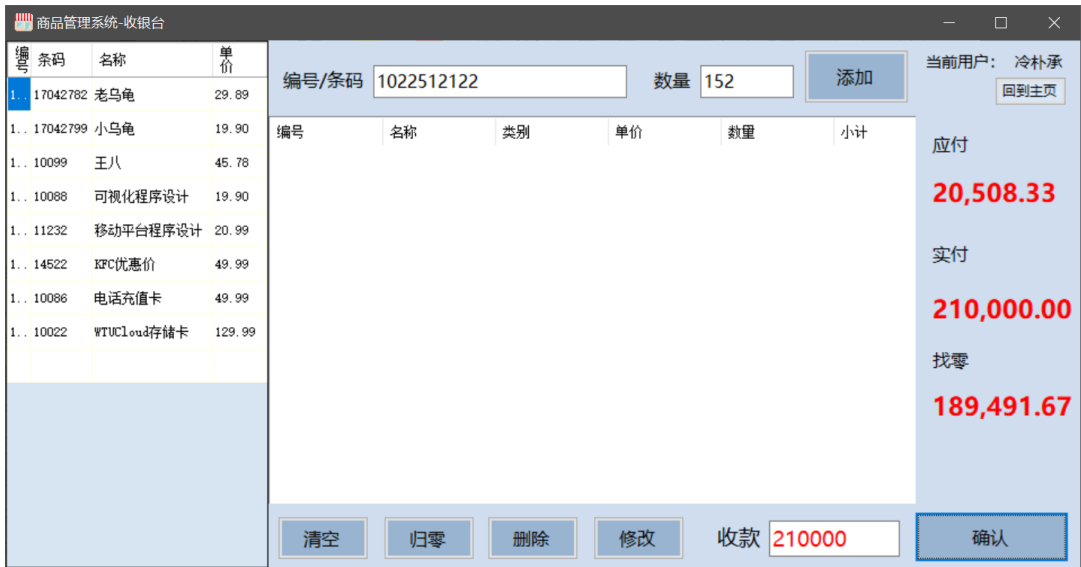 商品管理系统-收银台
编号 条码 名称 单价
1.. 17042782 老乌龟 29.89
1.. 17042799 小乌龟 19.90
1.. 10099 王八 45.78
1.. 10088 可视化程序设计 19.90
1.. 11232 移动平台程序设计 20.99
1.. 14522 KFC优惠价 49.99
1.. 10086 电话充值卡 49.99
1.. 10022 WTUCloud存储卡 129.99
编号/条码 1022512122 数量 152 添加
编号 名称 类别 单价 数里 小计
当前用户： 冷朴承
回到主页
应付
20,508.33
实付
210,000.00
找零
189,491.67
清空 归零 删除 修改 收款 210000 确认